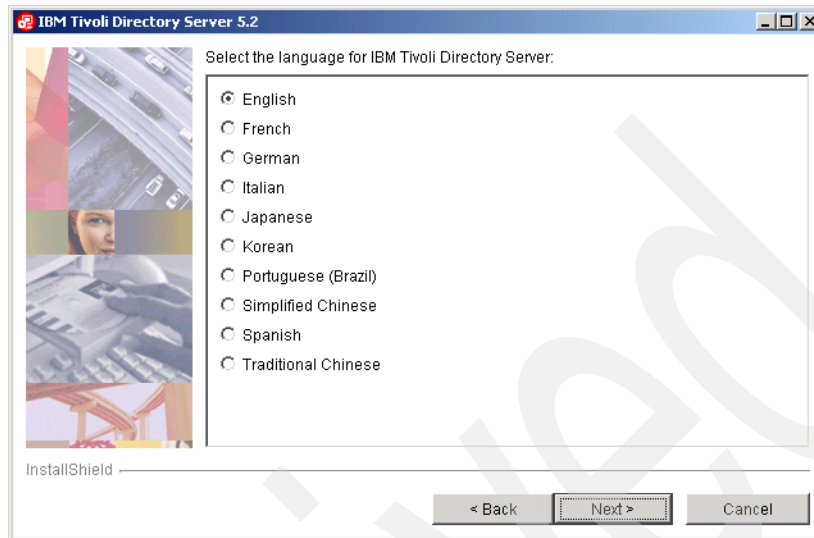 IBM Tivoli Directory Server 5.2
Select the language for IBM Tivoli Directory Server:
English
French
German
Italian
Japanese
Korean
Portuguese (Brazil)
Simplified Chinese
Spanish
Traditional Chinese
InstallShield
< Back Next > Cancel